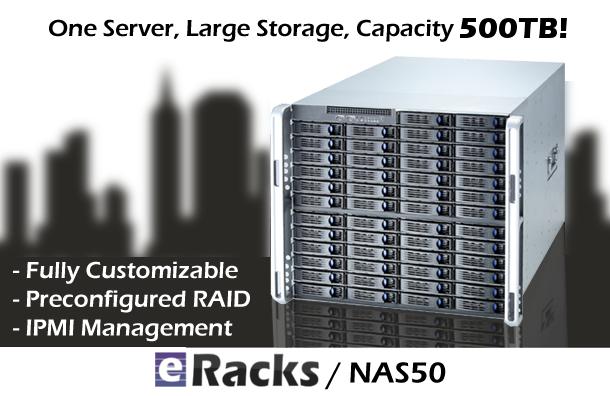 One Server, Large Storage, Capacity 500TB!
- Fully Customizable
- Preconfigured RAID
- IPMI Management
eRacks / NAS50